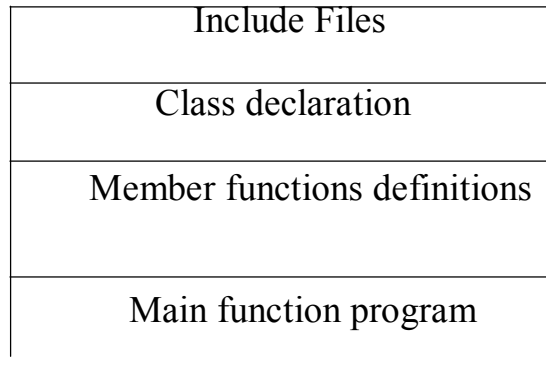 Include Files
Class declaration
Member functions definitions
Main function program